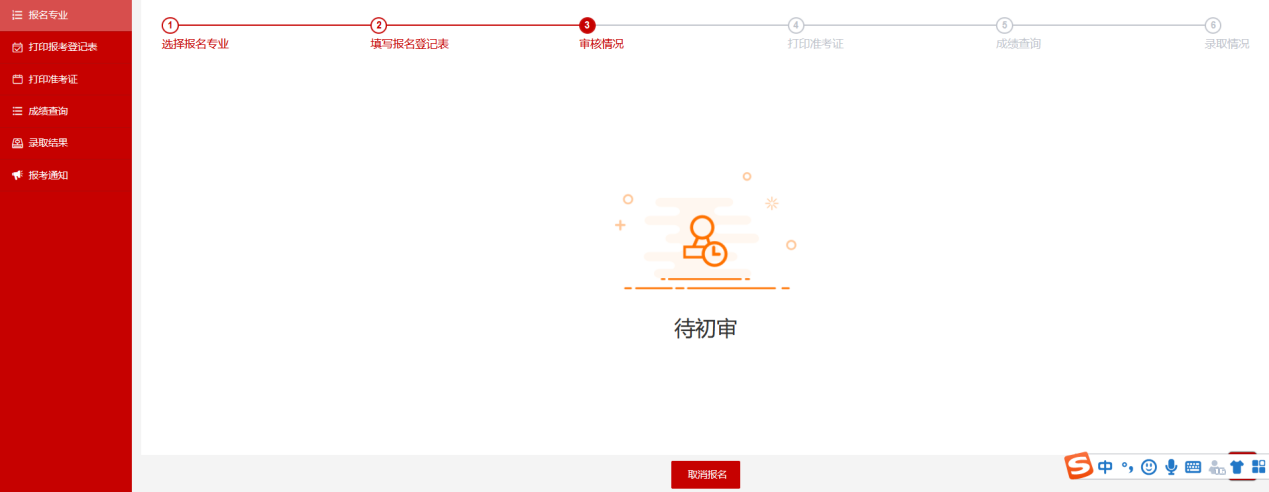 报名专业
打印报考登记表
打印准考证
成绩查询
录取结果
报考通知
1 2 3 4 5 6
选择报名专业 填写报名登记表 审核情况 打印准考证 成绩查询 录取情况
待初审
取消报名
中